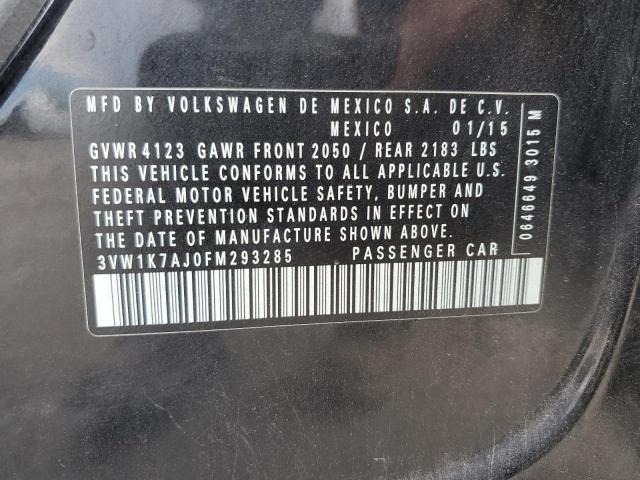 MFD BY VOLKSWAGEN DE MEXICO S.A. DE C.V.
MEXICO 01/15
GVWR 4123 GAWR FRONT 2050 / REAR 2183 LBS
THIS VEHICLE CONFORMS TO ALL APPLICABLE U.S.
FEDERAL MOTOR VEHICLE SAFETY, BUMPER AND
THEFT PREVENTION STANDARDS IN EFFECT ON
THE DATE OF MANUFACTURE SHOWN ABOVE.
3VW1K7AJ0FM293285 PASSENGER CAR
0646649 3015 M